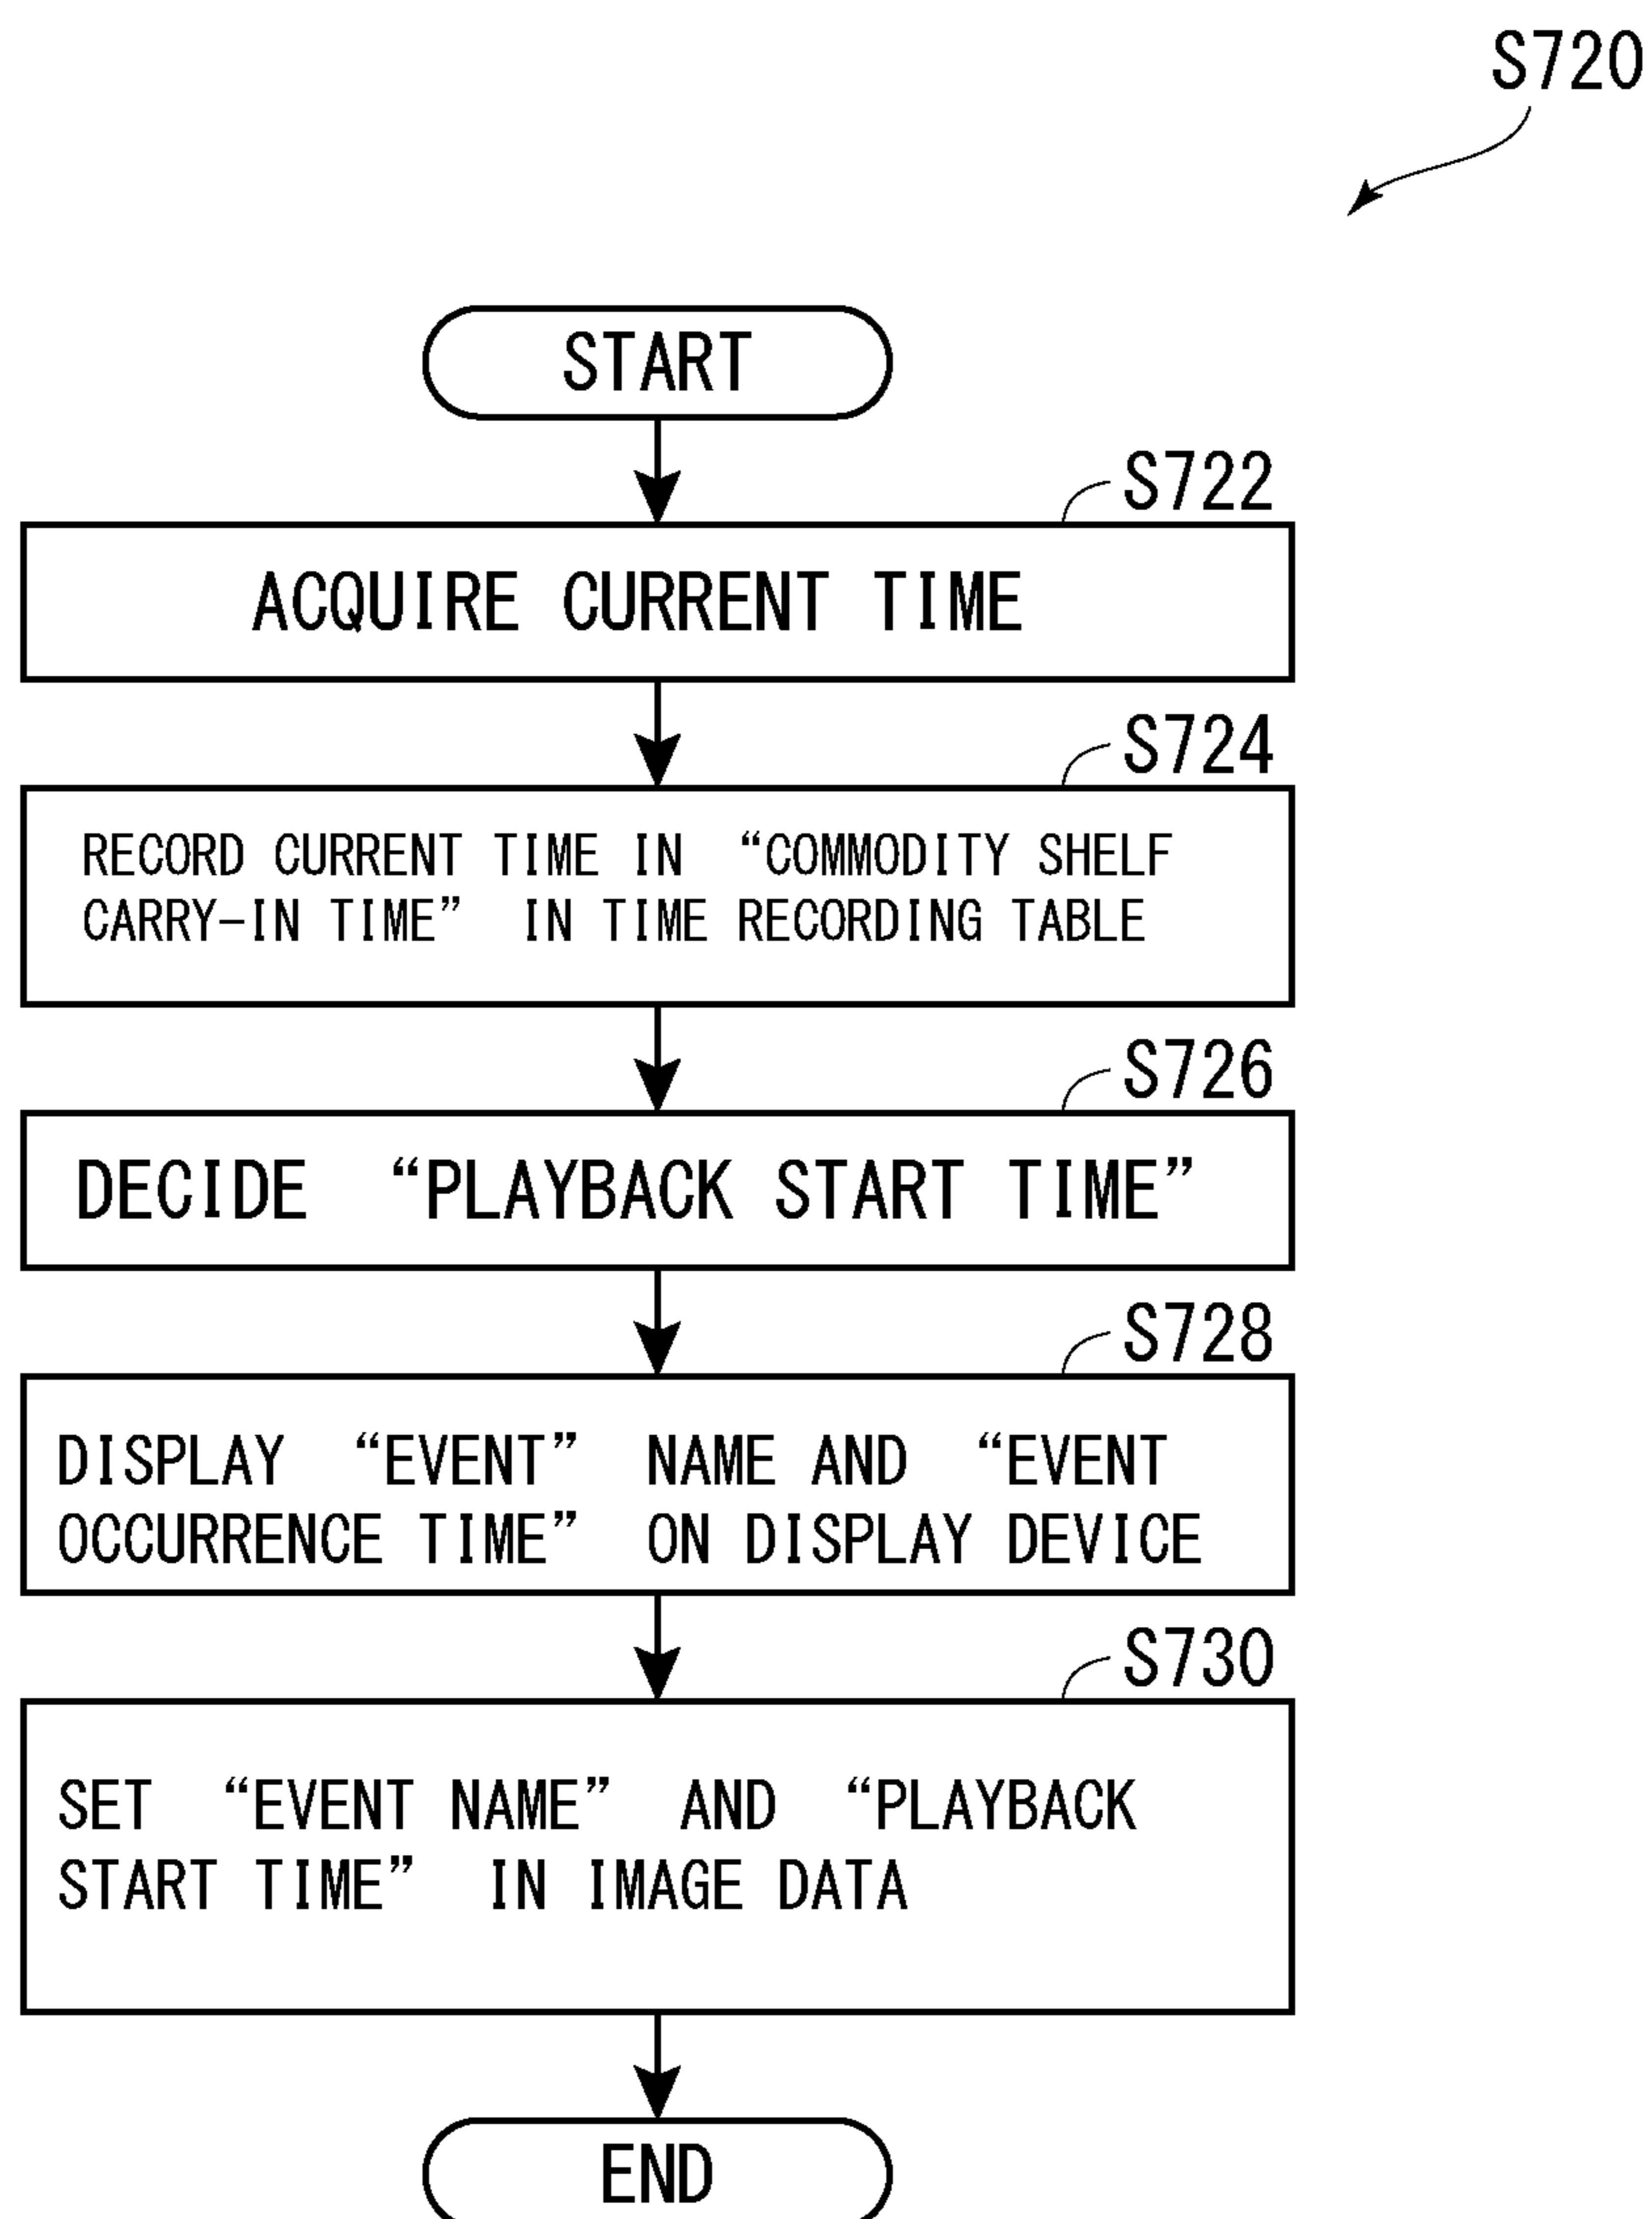 S720
START
S722
ACQUIRE CURRENT TIME
S724
RECORD CURRENT TIME IN “COMMODITY SHELF
CARRY-IN TIME” IN TIME RECORDING TABLE
S726
DECIDE “PLAYBACK START TIME”
S728
DISPLAY “EVENT” NAME AND “EVENT
OCCURRENCE TIME” ON DISPLAY DEVICE
S730
SET “EVENT NAME” AND “PLAYBACK
START TIME” IN IMAGE DATA
END